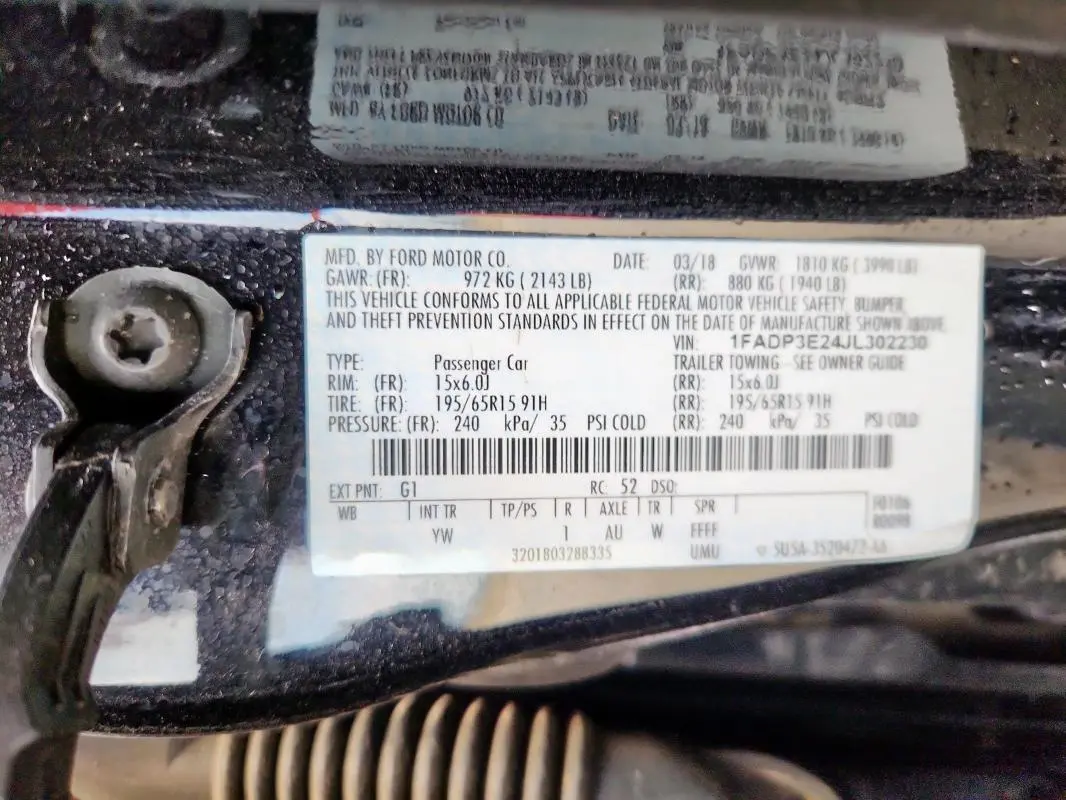 MFD. BY FORD MOTOR CO. DATE: 03/18 GVWR: 1810 KG ( 3990 LB)
GAWR: (FR): 972 KG ( 2143 LB) (RR): 880 KG ( 1940 LB)
THIS VEHICLE CONFORMS TO ALL APPLICABLE FEDERAL MOTOR VEHICLE SAFETY BUMPER
AND THEFT PREVENTION STANDARDS IN EFFECT ON THE DATE OF MANUFACTURE SHOWN ABOVE
VIN: 1FADP3E24JL302230
TYPE: Passenger Car TRAILER TOWING - SEE OWNER GUIDE
RIM: (FR): 15x6.0J (RR): 15x6.0J
TIRE: (FR): 195/65R15 91H (RR): 195/65R15 91H
PRESSURE: (FR): 240 kPa/ 35 PSI COLD (RR): 240 kPa/ 35 PSI COLD
EXT PNT: G1 RC: 52 DSO:
WB INT TR TP/PS R AXLE TR SPR
YW 1 AU W FFFF
3201803288335 UMU